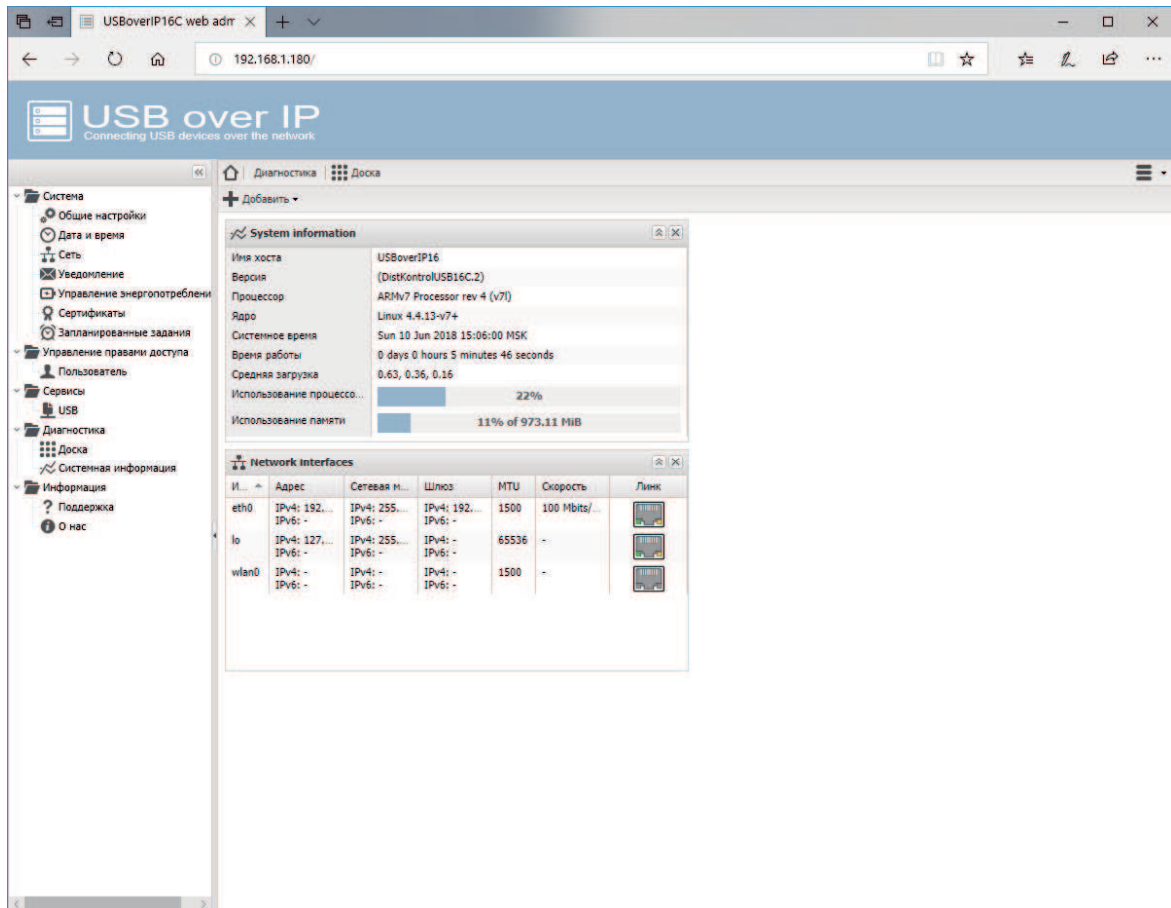 USBoverIP16C web adm
192.168.1.180/
USB over IP
Connecting USB devices over the network
Диагностика Доска
Добавить
Система
Общие настройки
Дата и время
Сеть
Уведомление
Управление энергопотреблени
Сертификаты
Запланированные задания
Управление правами доступа
Пользователь
Сервисы
USB
Диагностика
Доска
Системная информация
Информация
Поддержка
О нас
System information
Имя хоста USBoverIP16
Версия (DistKontrolUSB16C.2)
Процессор ARMv7 Processor rev 4 (v7l)
Ядро Linux 4.4.13-v7+
Системное время Sun 10 Jun 2018 15:06:00 MSK
Время работы 0 days 0 hours 5 minutes 46 seconds
Средняя загрузка 0.63, 0.36, 0.16
Использование процессо... 22%
Использование памяти 11% of 973.11 MiB
Network Interfaces
И... Адрес Сетевая м... Шлюз MTU Скорость Линк
eth0 IPv4: 192,... IPv4: 255,... IPv4: 192,... 1500 100 Mbits/...
IPv6: - IPv6: - IPv6: -
lo IPv4: 127,... IPv4: 255,... IPv4: - 65536 -
IPv6: - IPv6: - IPv6: -
wlan0 IPv4: - IPv4: - IPv4: - 1500 -
IPv6: - IPv6: - IPv6: -